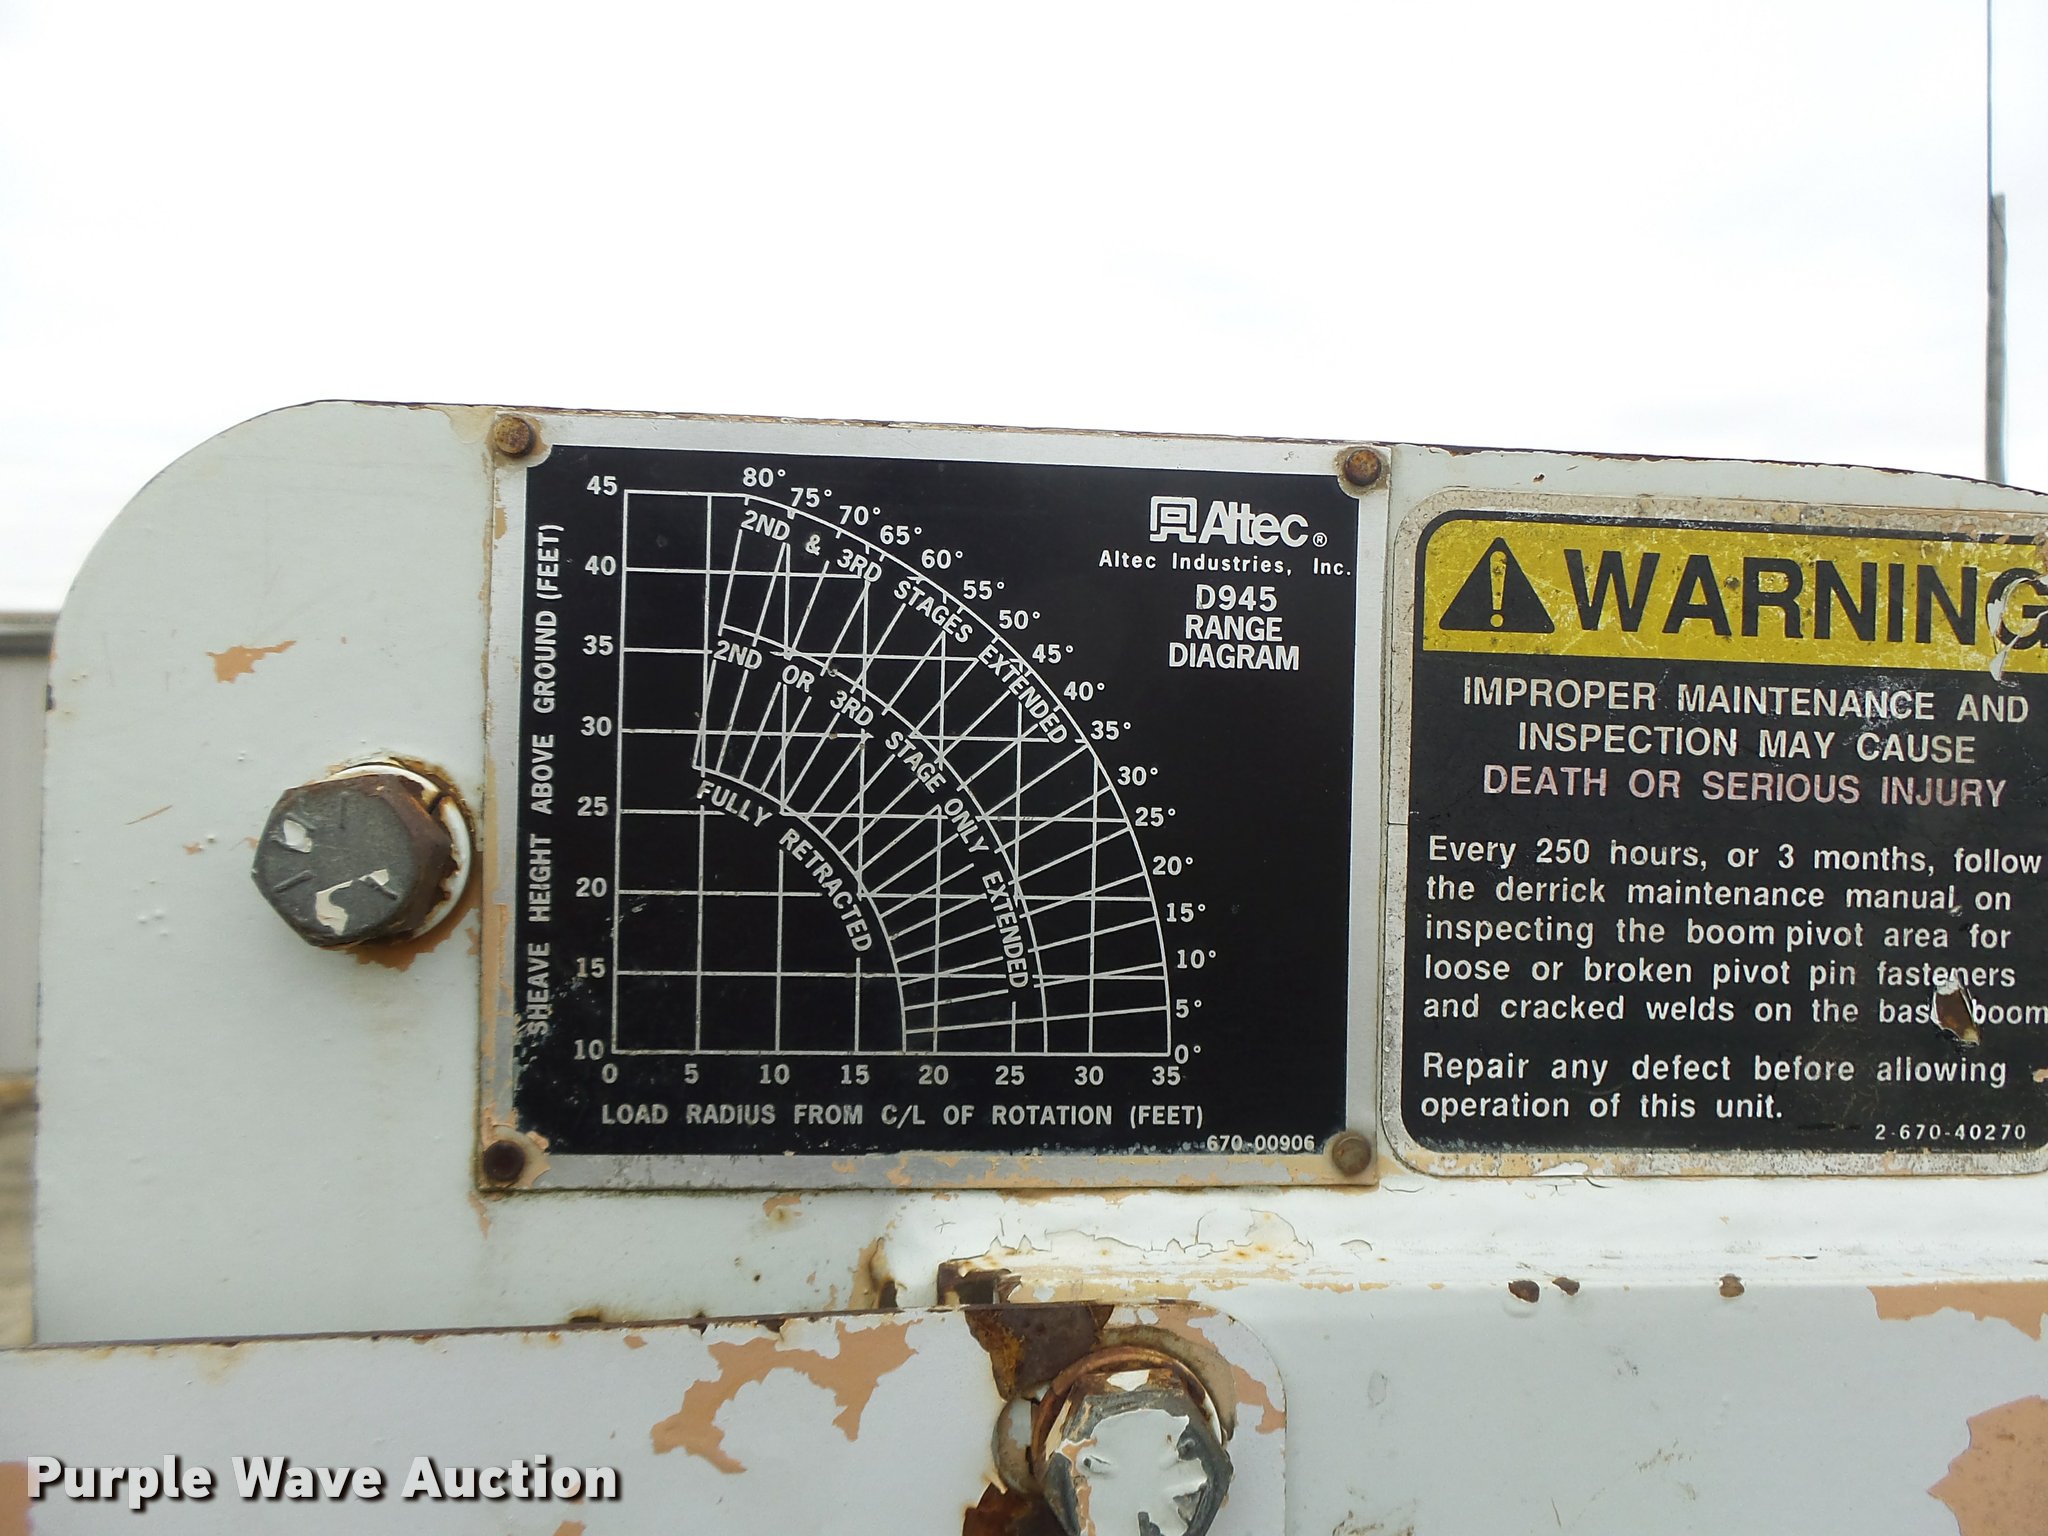 Altec®
Altec Industries, Inc.
D945
RANGE
DIAGRAM
SHEAVE HEIGHT ABOVE GROUND (FEET)
45
40
35
30
25
20
15
10
0 5 10 15 20 25 30 35
LOAD RADIUS FROM C/L OF ROTATION (FEET)
670-00906
80°
75°
70°
65°
60°
55°
50°
45°
40°
35°
30°
25°
20°
15°
10°
5°
0°
2ND & 3RD STAGES EXTENDED
2ND OR 3RD STAGE ONLY EXTENDED
FULLY RETRACTED
WARNING
IMPROPER MAINTENANCE AND
INSPECTION MAY CAUSE
DEATH OR SERIOUS INJURY
Every 250 hours, or 3 months, follow
the derrick maintenance manual on
inspecting the boom pivot area for
loose or broken pivot pin fasteners
and cracked welds on the base boom
Repair any defect before allowing
operation of this unit.
2-670-40270
Purple Wave Auction